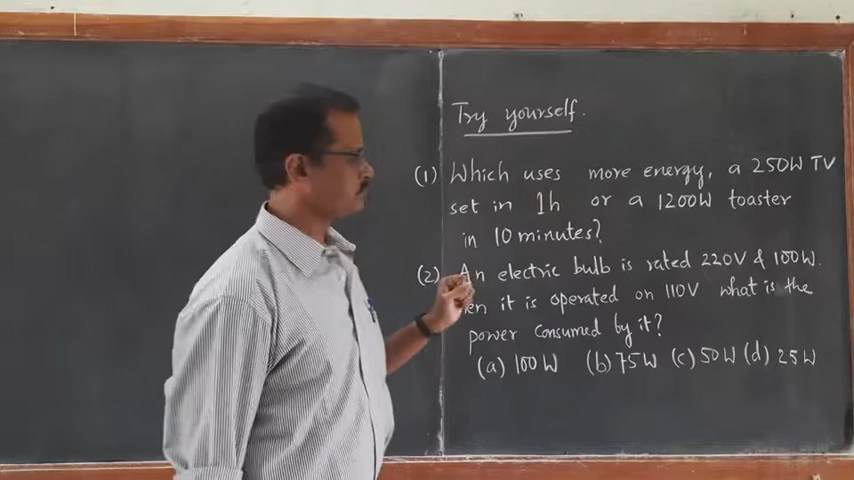 Try yourself.
(1) Which uses more energy, a 250W TV
set in 1h or a 1200W toaster
in 10 minutes?
(2) An electric bulb is rated 220V & 100W.
en it is operated on 110V what is the
power consumed by it?
(a) 100W (b) 75W (c) 50W (d) 25W